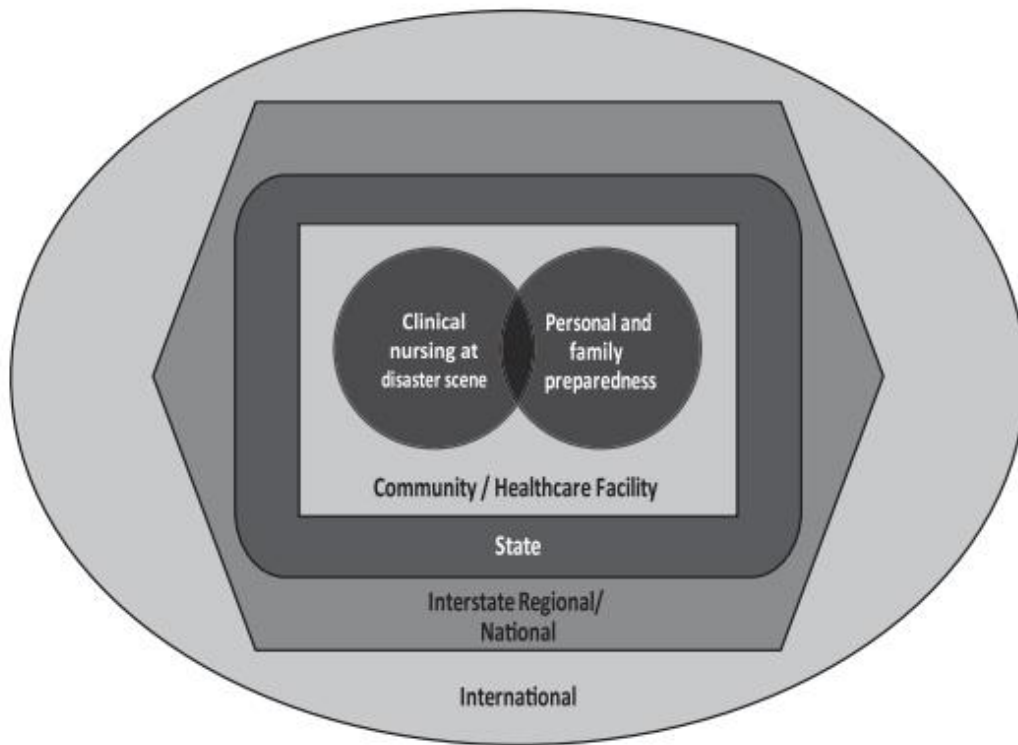 Clinical
nursing at
disaster scene
Personal and
family
preparedness
Community / Healthcare Facility
State
Interstate Regional/
National
International